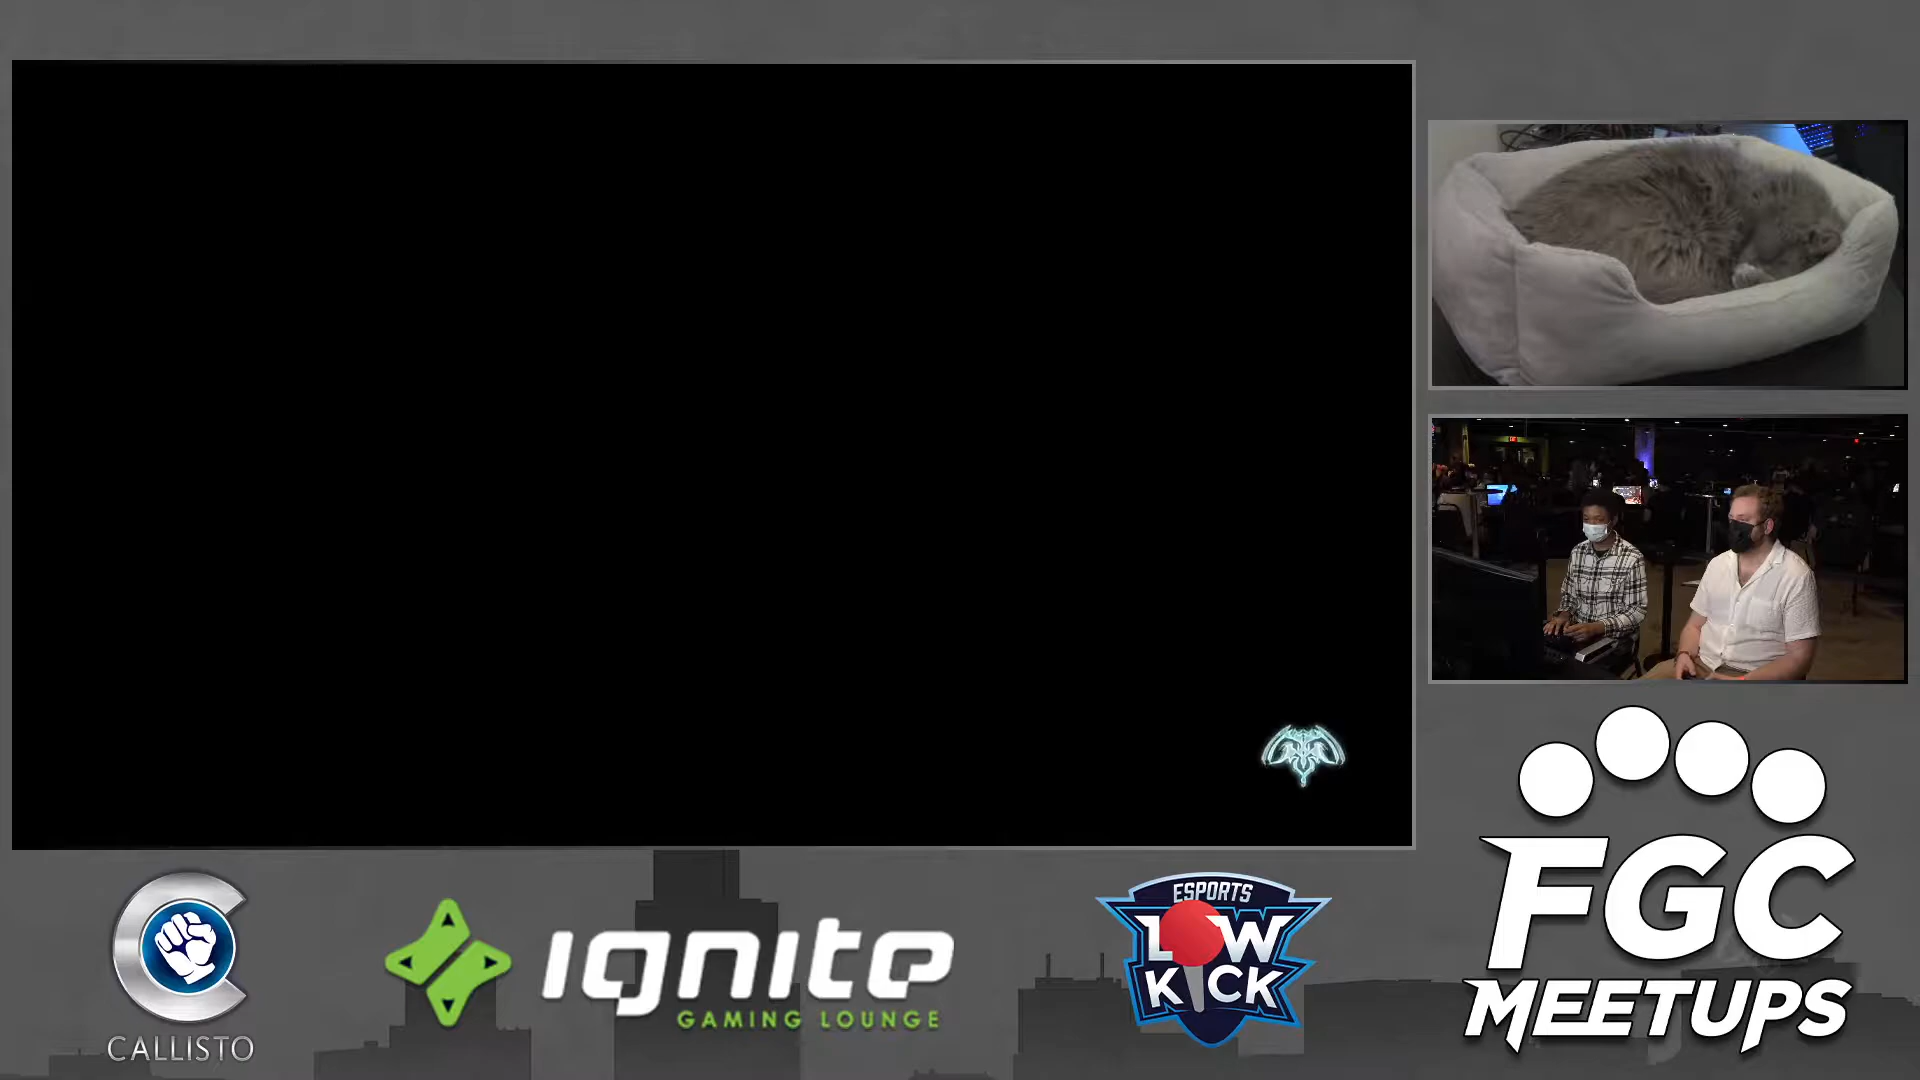 CALLISTO
ignite
GAMING LOUNGE
ESPORTS
LOW
KICK
FGC
MEETUPS